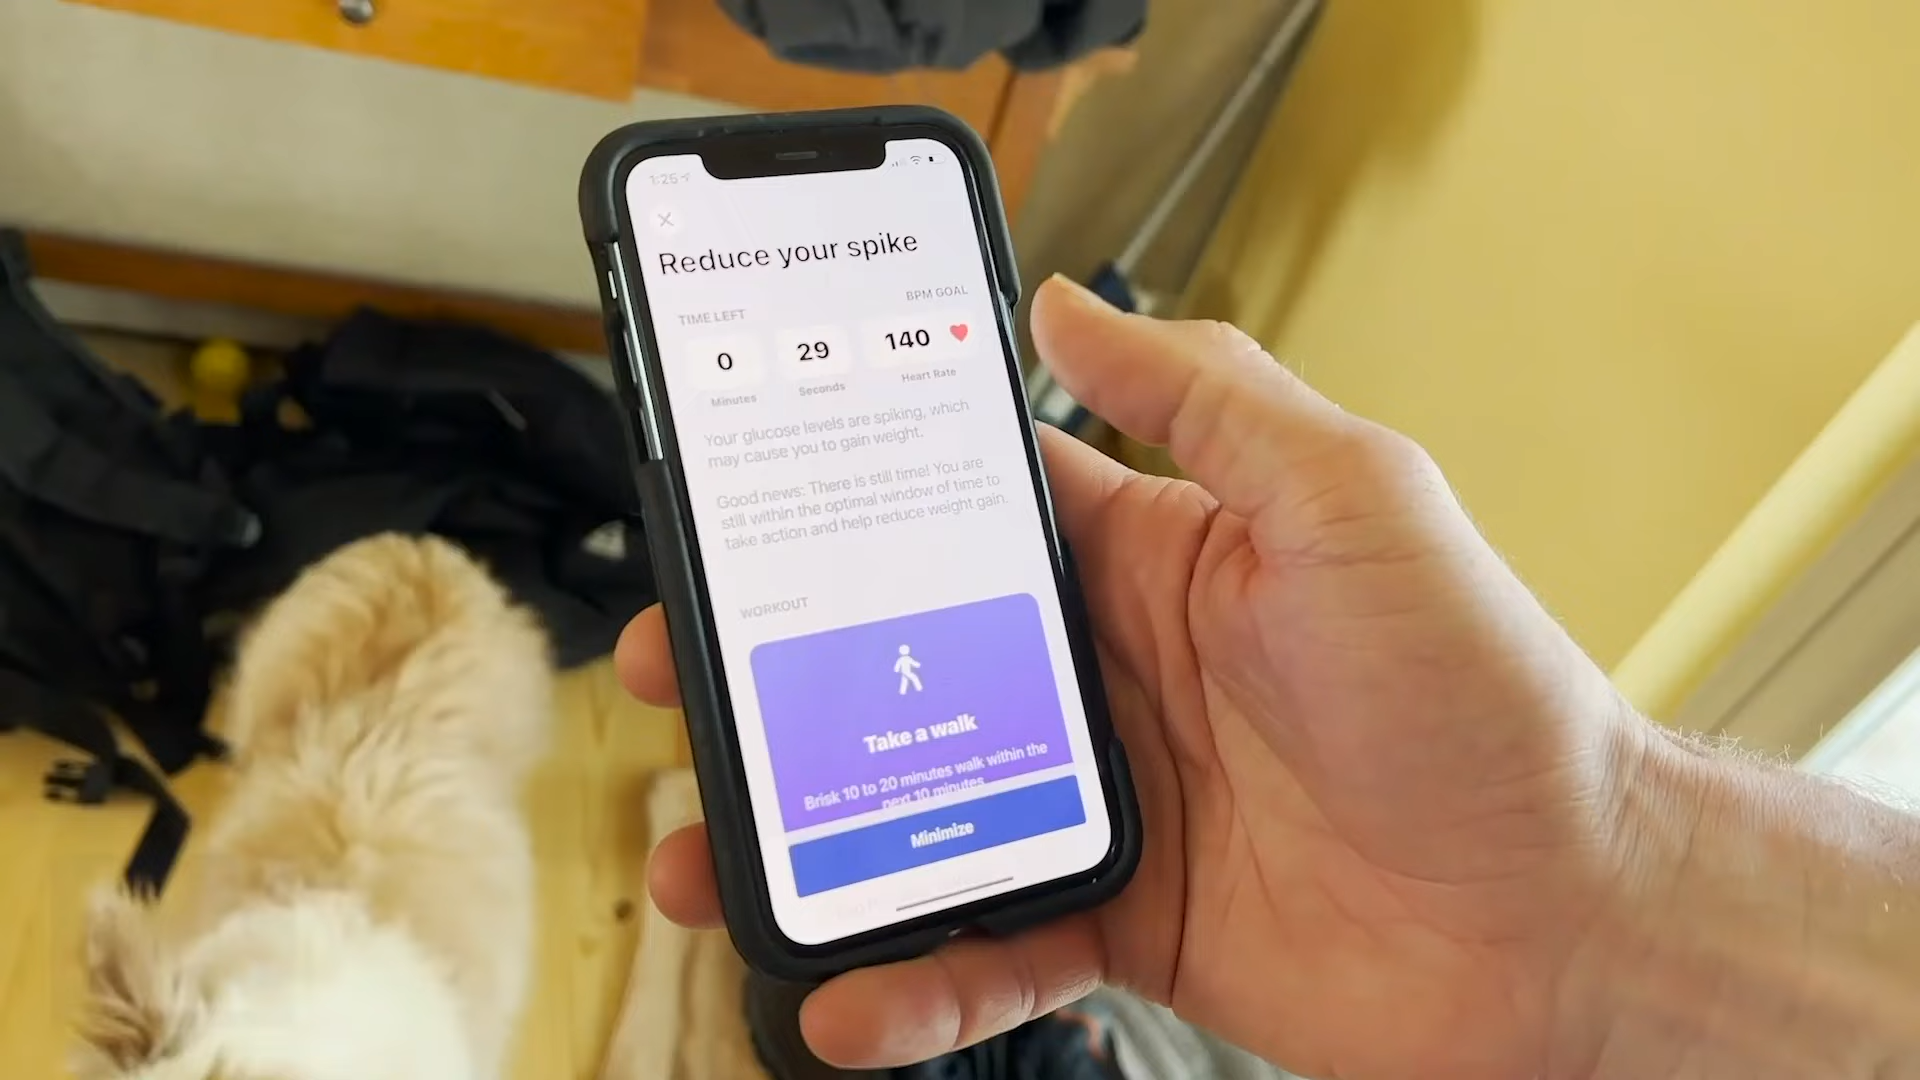 1:25
Reduce your spike
TIME LEFT
BPM GOAL
0
29
140
Minutes
Seconds
Heart Rate
Your glucose levels are spiking, which
may cause you to gain weight.
Good news: There is still time! You are
still within the optimal window of time to
take action and help reduce weight gain.
WORKOUT
Take a walk
Brisk 10 to 20 minutes walk within the
next 10 minutes
Minimize